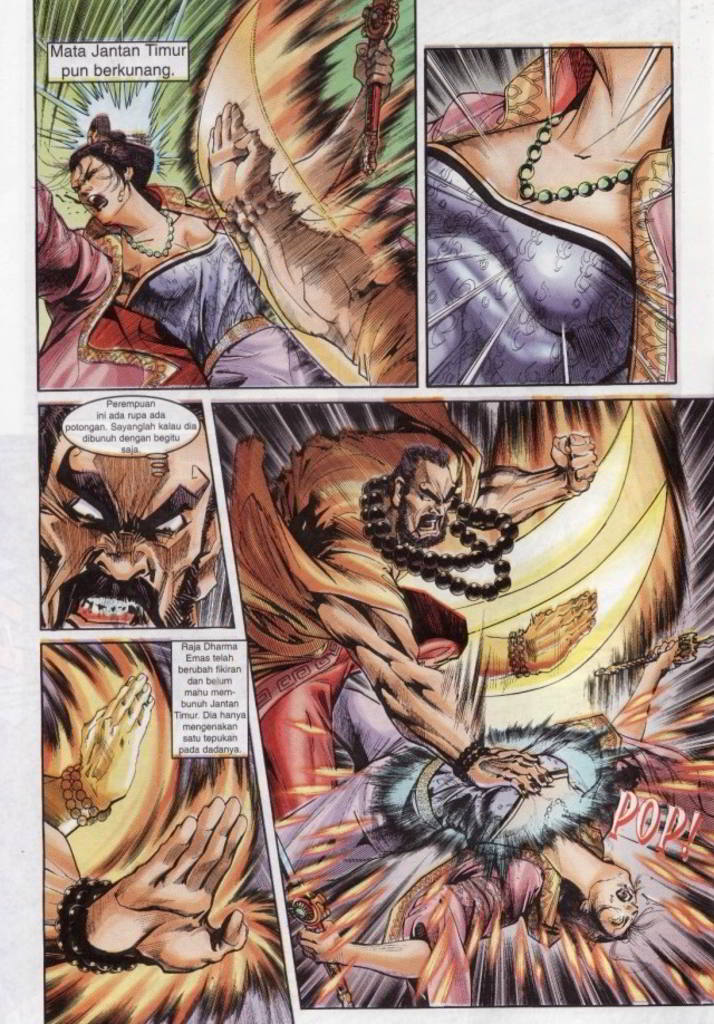 Mata Jantan Timur
pun berkunang.
Perempuan
ini ada rupa ada
potongan. Sayanglah kalau dia
dibunuh dengan begitu
saja.
Raja Dharma
Emas telah
berubah fikiran
dan belum
mahu mem-
bunuh Jantan
Timur. Dia hanya
mengenakan
satu tepukan
pada dadanya.
POP!